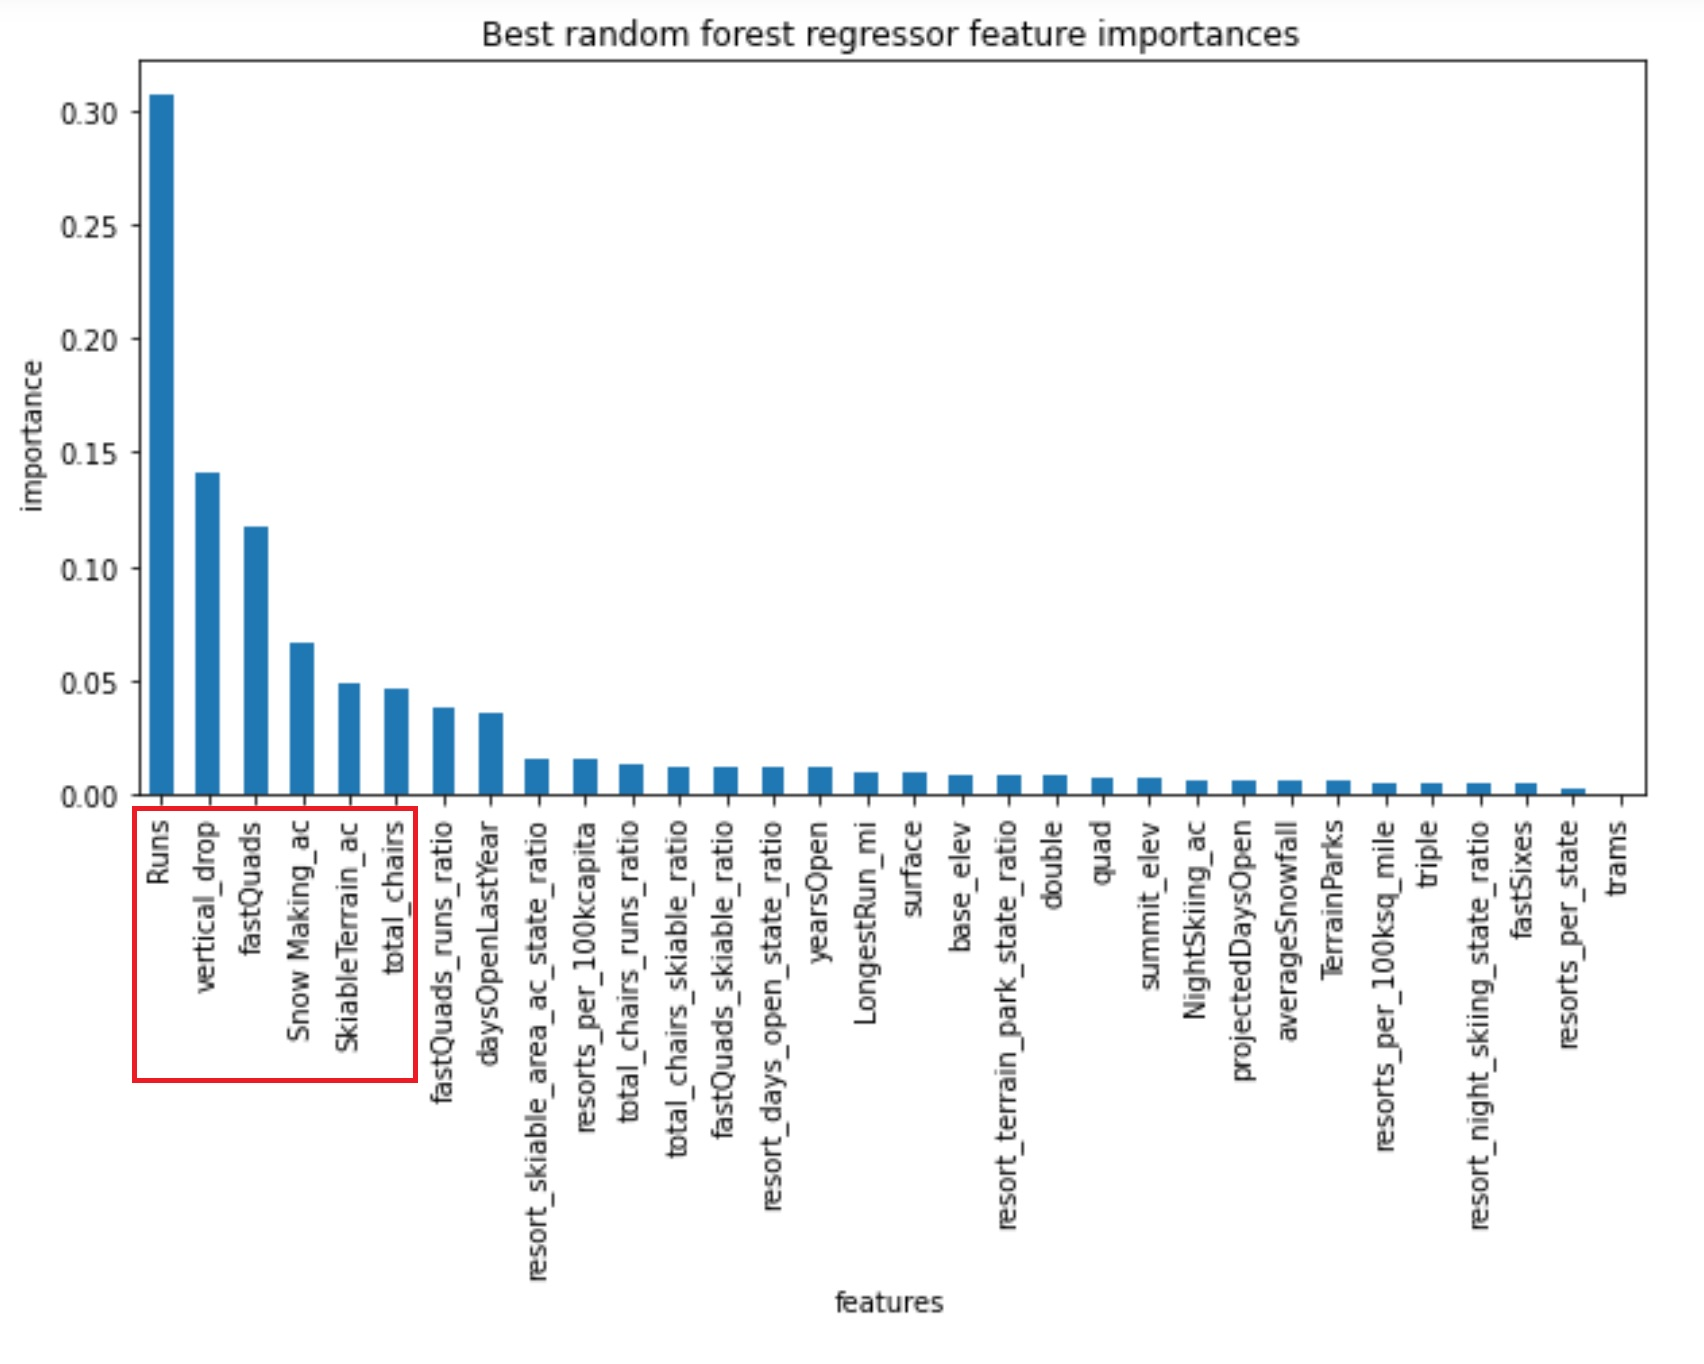 Best random forest regressor feature importances
0.30
0.25
0.20
0.15
0.10
0.05
0.00
importance
Runs
vertical_drop
fastQuads
Snow Making_ac
SkiableTerrain_ac
total_chairs
fastQuads_runs_ratio
daysOpenLastYear
resort_skiable_area_ac_state_ratio
resorts_per_100kcapita
total_chairs_runs_ratio
total_chairs_skiable_ratio
fastQuads_skiable_ratio
resort_days_open_state_ratio
yearsOpen
LongestRun_mi
surface
base_elev
resort_terrain_park_state_ratio
double
quad
summit_elev
NightSkiing_ac
projectedDaysOpen
averageSnowfall
TerrainParks
resorts_per_100ksq_mile
triple
resort_night_skiing_state_ratio
fastSixes
resorts_per_state
trams
features